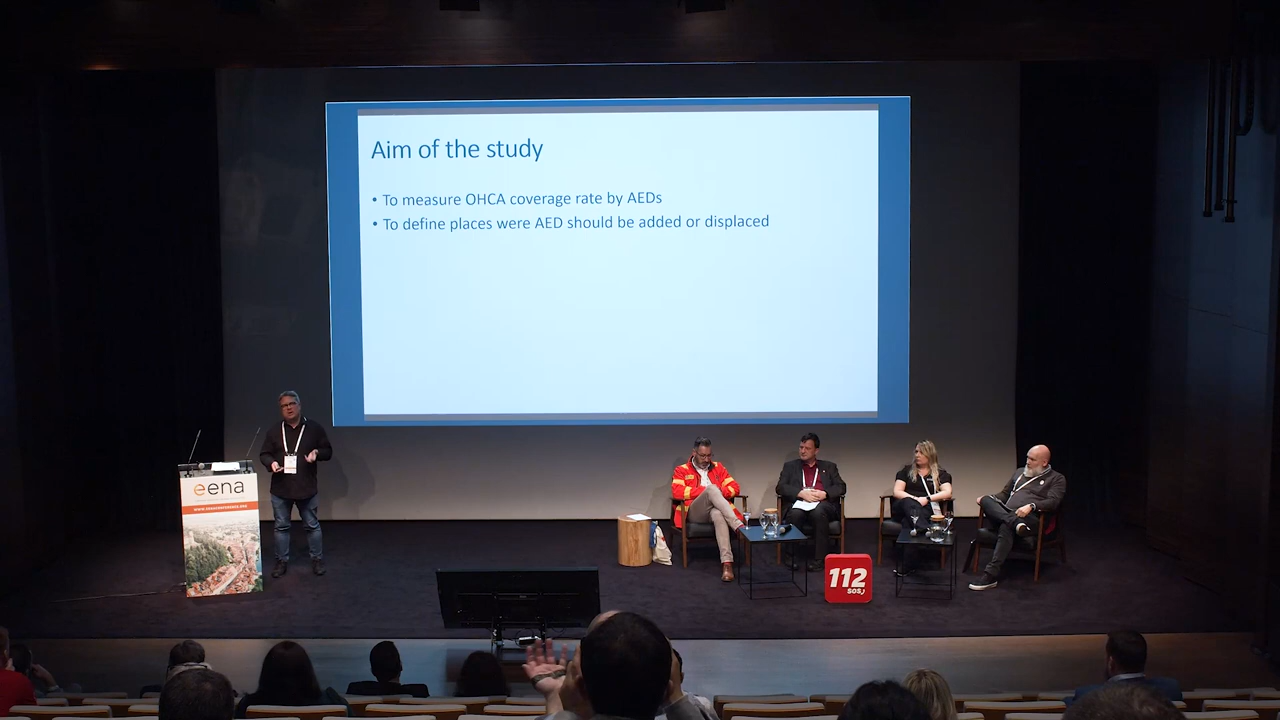 Aim of the study
• To measure OHCA coverage rate by AEDs
• To define places were AED should be added or displaced
eena
112
SOS